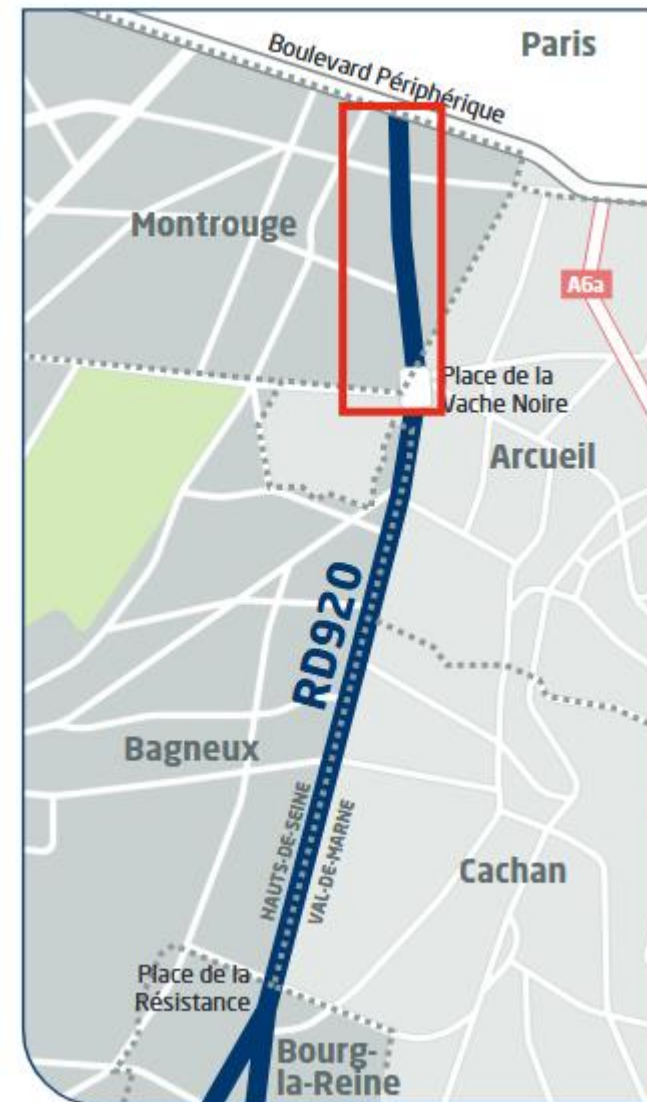 Paris
Boulevard Périphérique
Montrouge
A6a
Place de la
Vache Noire
Arcueil
RD920
Bagneux
HAUTS-DE-SEINE
VAL-DE-MARNE
Cachan
Place de la
Résistance
Bourg-
la-Reine